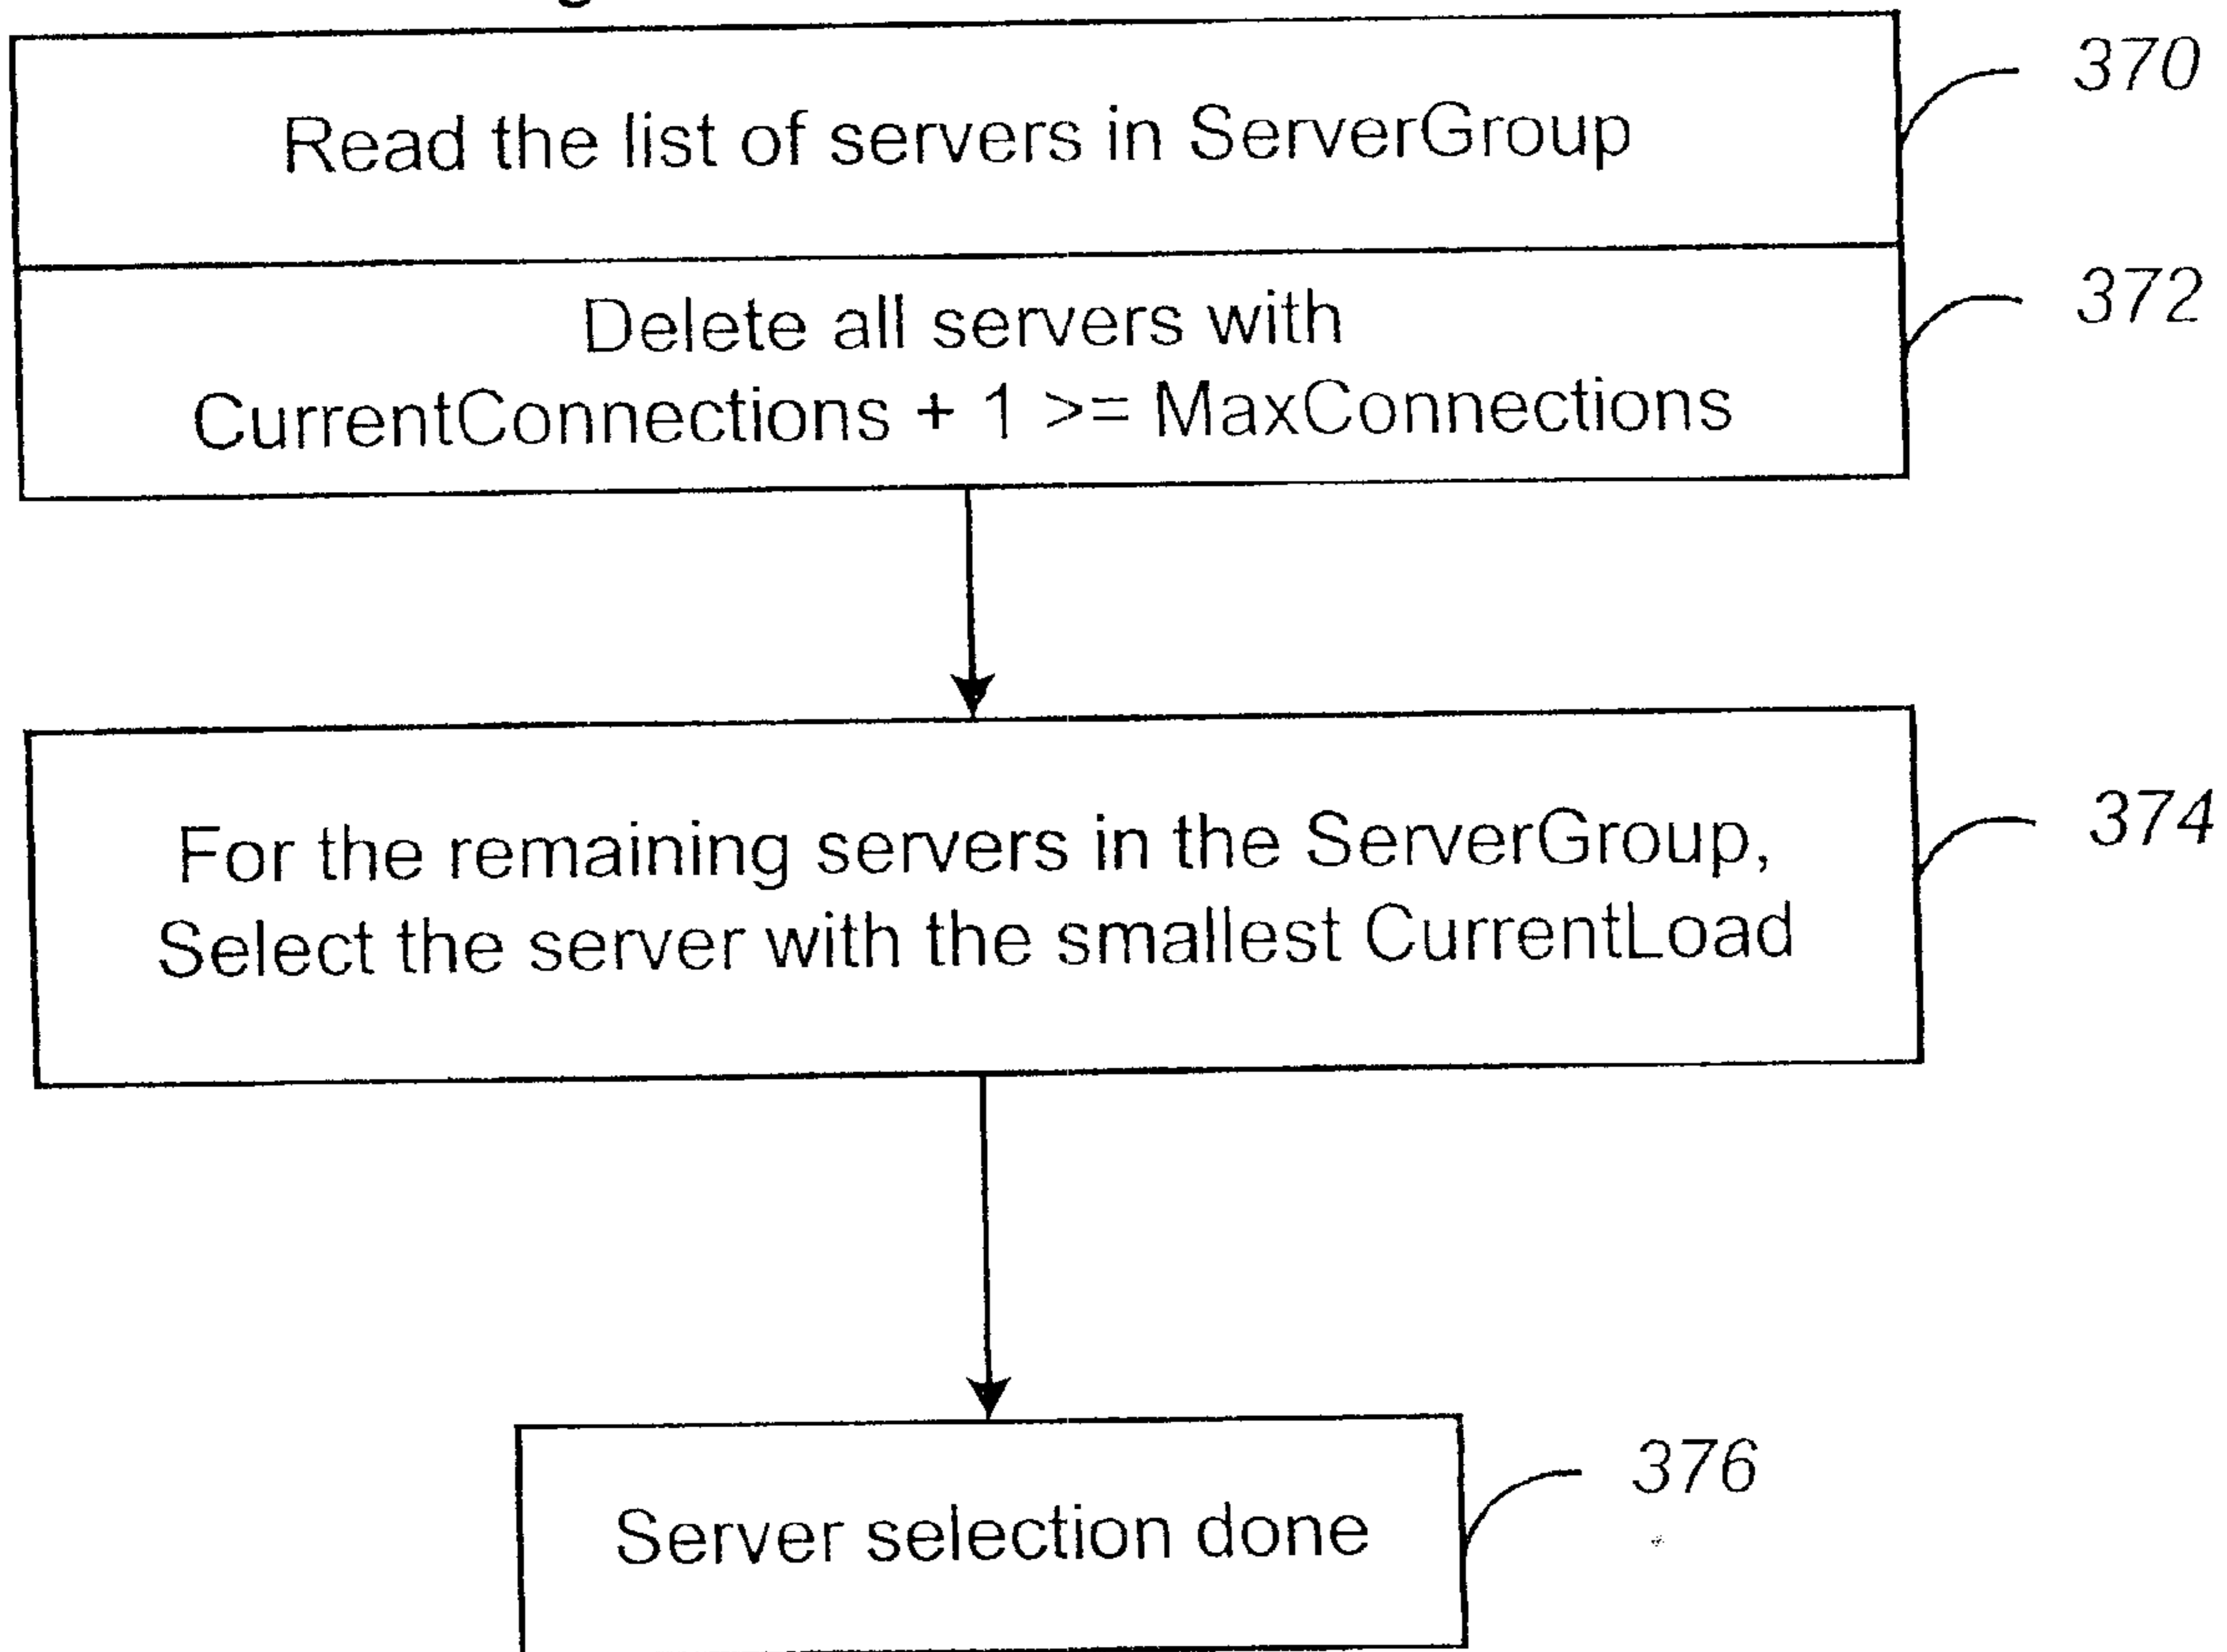 Read the list of servers in ServerGroup
370
Delete all servers with
CurrentConnections + 1 >= MaxConnections
372
For the remaining servers in the ServerGroup,
Select the server with the smallest CurrentLoad
374
Server selection done
376